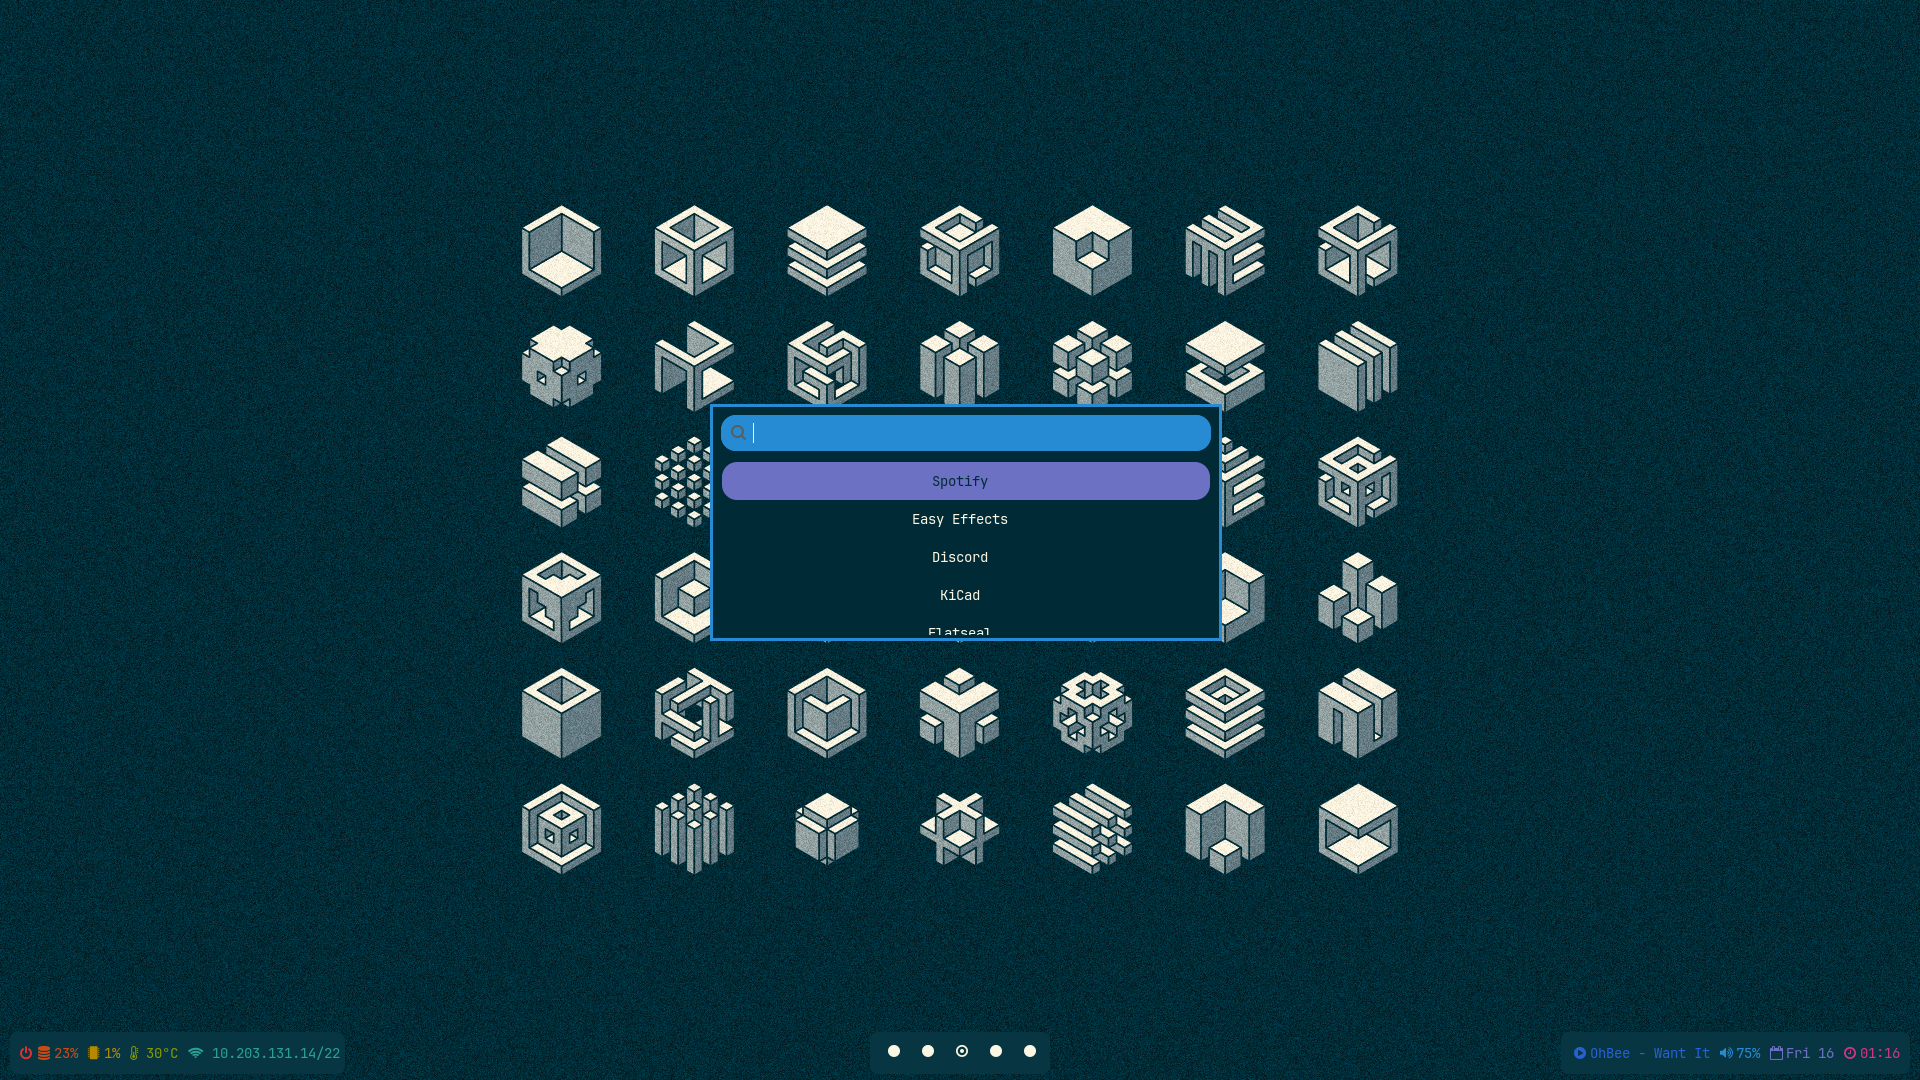 Spotify
Easy Effects
Discord
KiCad
Flatseal
23% 1% 30°C 10.203.131.14/22
OhBee - Want It 75% Fri 16 01:16